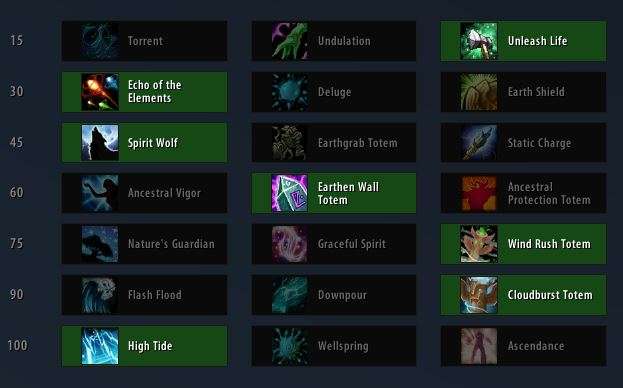 15 Torrent Undulation Unleash Life
30 Echo of the Elements Deluge Earth Shield
45 Spirit Wolf Earthgrab Totem Static Charge
60 Ancestral Vigor Earthen Wall Totem Ancestral Protection Totem
75 Nature's Guardian Graceful Spirit Wind Rush Totem
90 Flash Flood Downpour Cloudburst Totem
100 High Tide Wellspring Ascendance